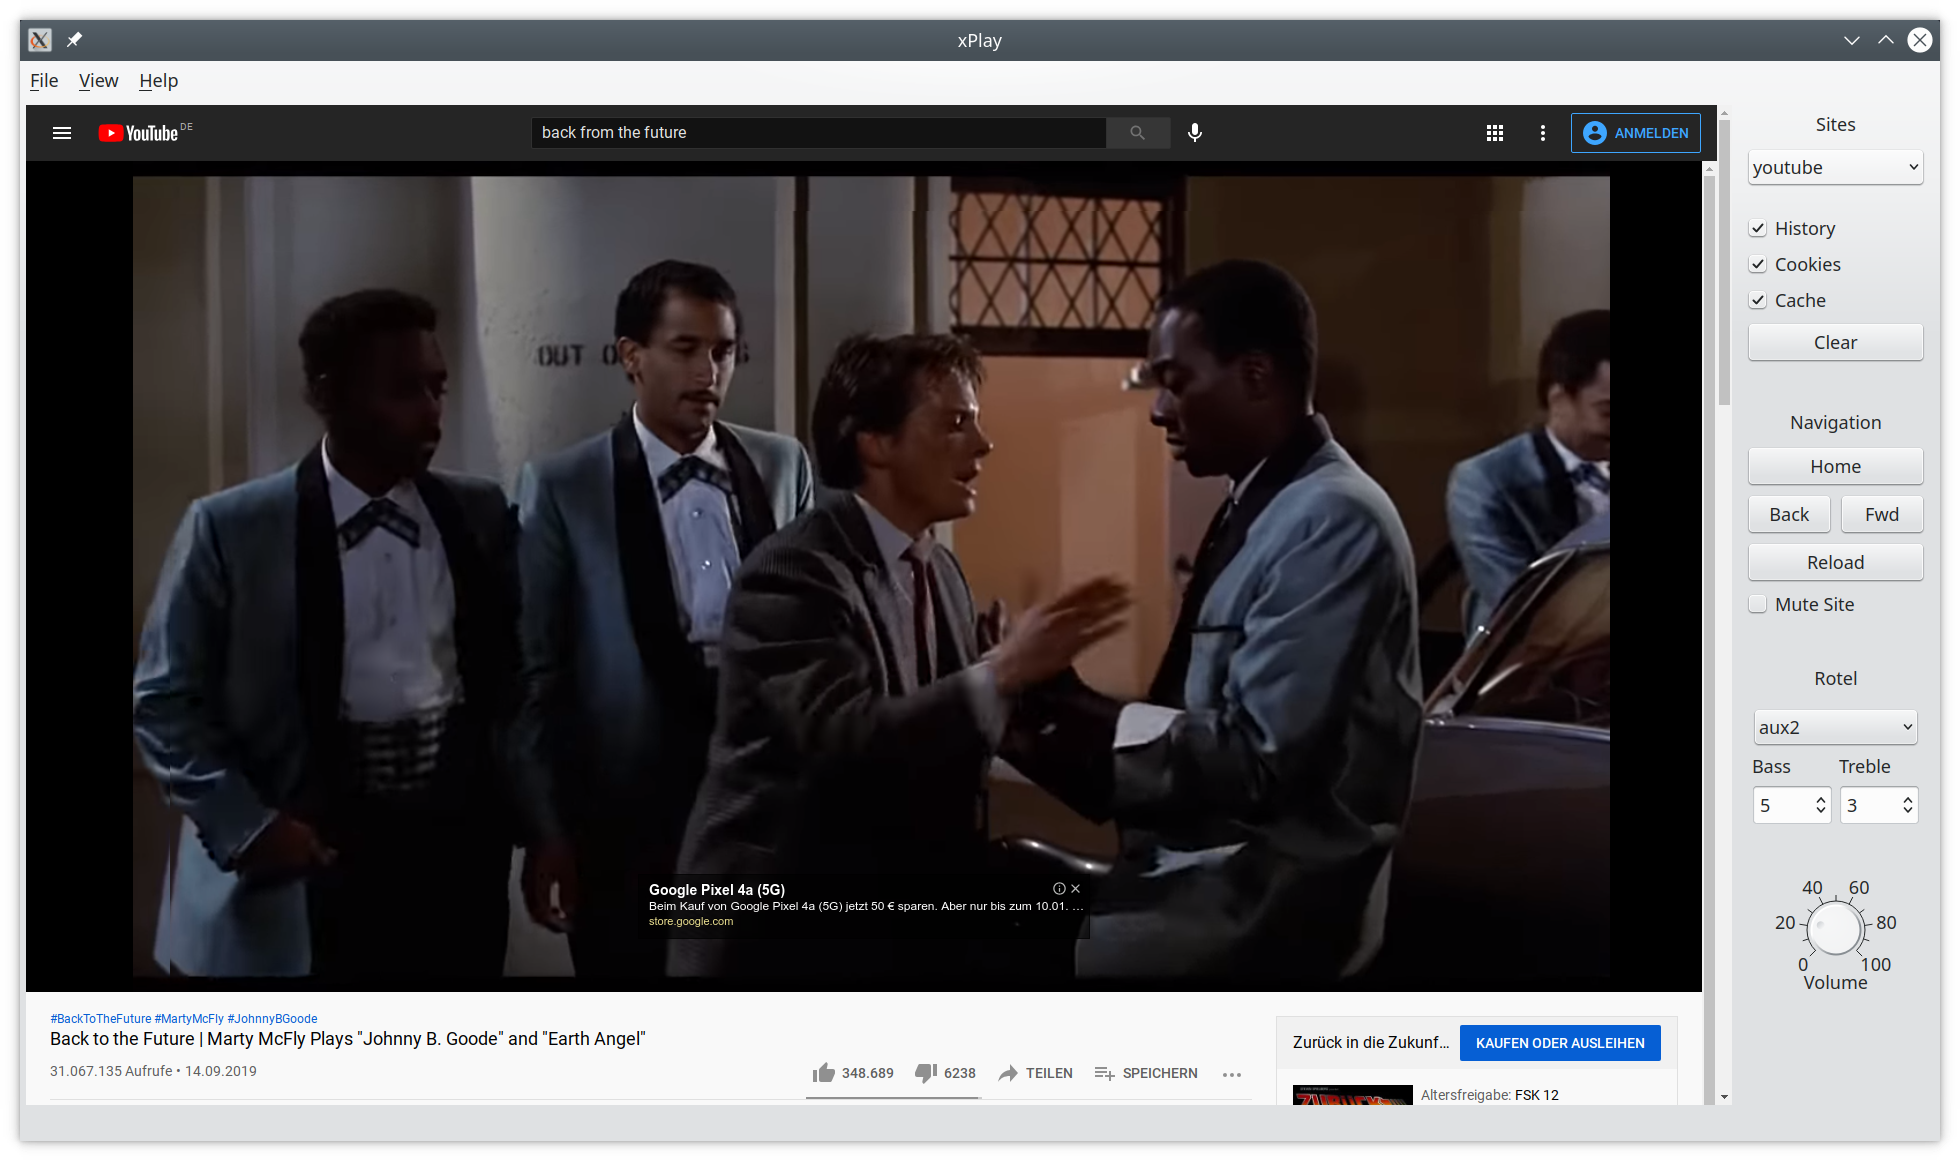 xPlay
File View Help
YouTube DE
back from the future
ANMELDEN
OUT O
Google Pixel 4a (5G)
Beim Kauf von Google Pixel 4a (5G) jetzt 50 € sparen. Aber nur bis zum 10.01. ...
store.google.com
#BackToTheFuture #MartyMcFly #JohnnyBGoode
Back to the Future | Marty McFly Plays "Johnny B. Goode" and "Earth Angel"
31.067.135 Aufrufe • 14.09.2019
348.689 6238 TEILEN SPEICHERN
Zurück in die Zukunf...
KAUFEN ODER AUSLEIHEN
Altersfreigabe: FSK 12
Sites
youtube
History
Cookies
Cache
Clear
Navigation
Home
Back Fwd
Reload
Mute Site
Rotel
aux2
Bass Treble
5 3
40 60
20 80
0 100
Volume